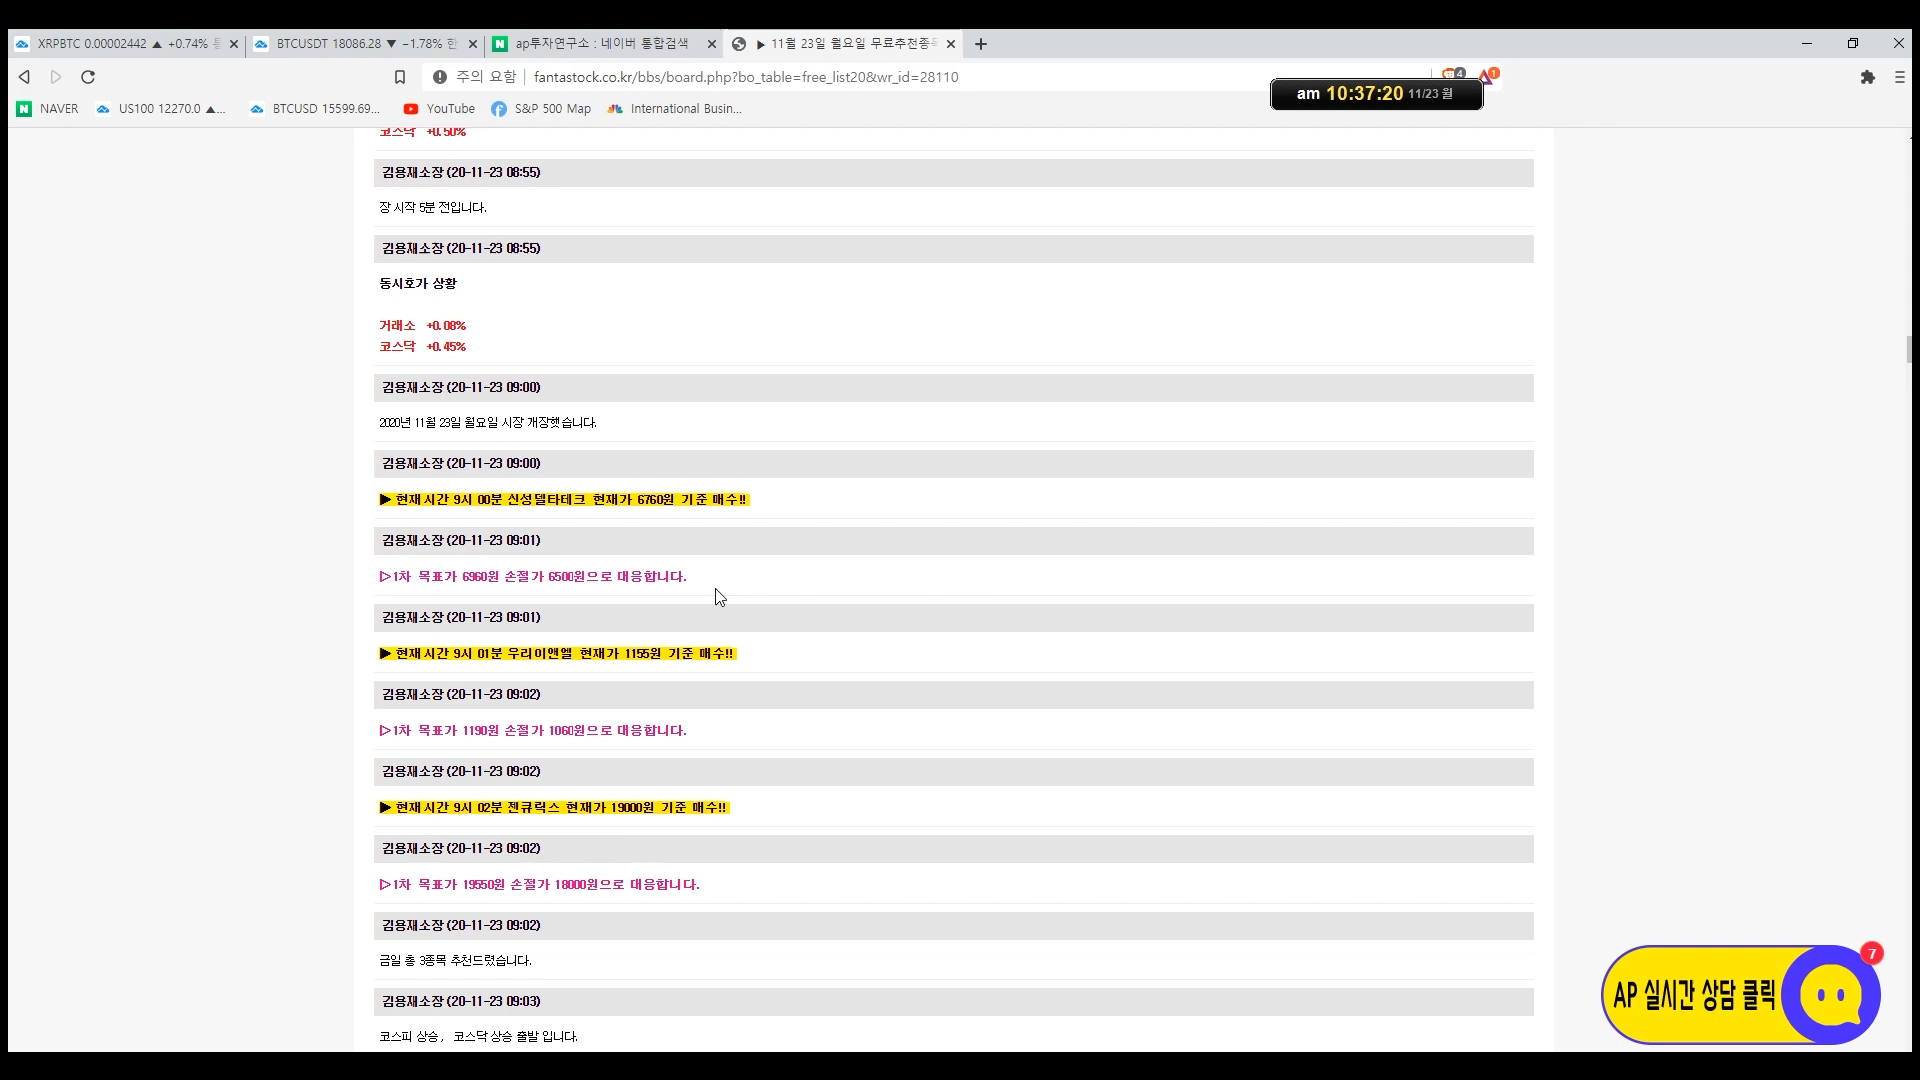 XRPBTC 0.00002442 ▲ +0.74%
BTCUSDT 18086.28 ▼ −1.78% 한
ap투자연구소 : 네이버 통합검색
▶ 11월 23일 월요일 무료추천종목
주의 요함
fantastock.co.kr/bbs/board.php?bo_table=free_list20&wr_id=28110
4
1
am 10:37:20 11/23 월
NAVER
US100 12270.0 ▲...
BTCUSD 15599.69...
YouTube
S&P 500 Map
International Busin...
코스닥 +0.50%
김용재소장 (20-11-23 08:55)
장 시작 5분 전입니다.
김용재소장 (20-11-23 08:55)
동시호가 상황
거래소 +0.08%
코스닥 +0.45%
김용재소장 (20-11-23 09:00)
2020년 11월 23일 월요일 시장 개장햇습니다.
김용재소장 (20-11-23 09:00)
▶ 현재시간 9시 00분 신성델타테크 현재가 6760원 기준 매수!!
김용재소장 (20-11-23 09:01)
▷1차 목표가 6960원 손절가 6500원으로 대응합니다.
김용재소장 (20-11-23 09:01)
▶ 현재시간 9시 01분 우리이앤엘 현재가 1155원 기준 매수!!
김용재소장 (20-11-23 09:02)
▷1차 목표가 1190원 손절가 1060원으로 대응합니다.
김용재소장 (20-11-23 09:02)
▶ 현재시간 9시 02분 젠큐릭스 현재가 19000원 기준 매수!!
김용재소장 (20-11-23 09:02)
▷1차 목표가 19550원 손절가 18000원으로 대응합니다.
김용재소장 (20-11-23 09:02)
금일 총 3종목 추천드렸습니다.
김용재소장 (20-11-23 09:03)
코스피 상승 , 코스닥 상승 출발 입니다.
AP 실시간 상담 클릭
7